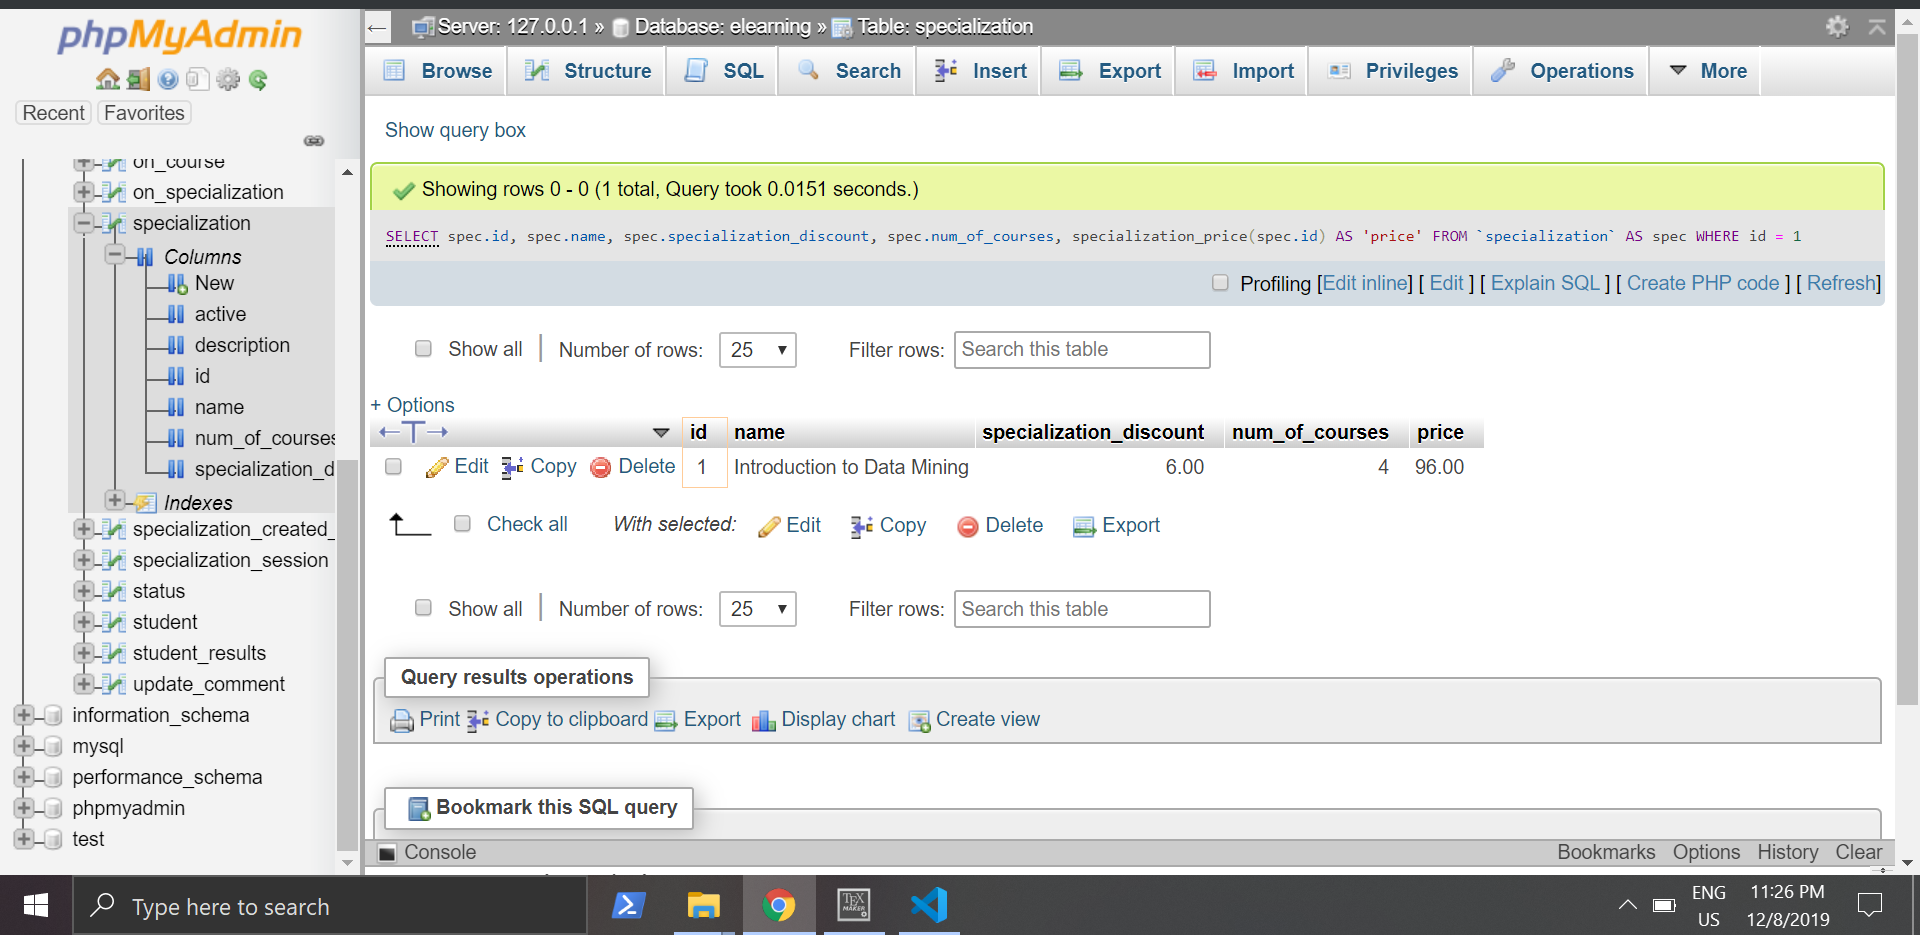 phpMyAdmin
Recent Favorites
on_course
on_specialization
specialization
Columns
New
active
description
id
name
num_of_courses
specialization_d
Indexes
specialization_created_
specialization_session
status
student
student_results
update_comment
information_schema
mysql
performance_schema
phpmyadmin
test
← Server: 127.0.0.1 » Database: elearning » Table: specialization
Browse Structure SQL Search Insert Export Import Privileges Operations More
Show query box
Showing rows 0 - 0 (1 total, Query took 0.0151 seconds.)
SELECT spec.id, spec.name, spec.specialization_discount, spec.num_of_courses, specialization_price(spec.id) AS 'price' FROM `specialization` AS spec WHERE id = 1
Profiling [Edit inline] [ Edit ] [ Explain SQL ] [ Create PHP code ] [ Refresh]
Show all Number of rows: 25 Filter rows: Search this table
+ Options
←T→ id name specialization_discount num_of_courses price
Edit Copy Delete 1 Introduction to Data Mining 6.00 4 96.00
Check all With selected: Edit Copy Delete Export
Show all Number of rows: 25 Filter rows: Search this table
Query results operations
Print Copy to clipboard Export Display chart Create view
Bookmark this SQL query
Console Bookmarks Options History Clear
Type here to search
TEX MAKER
ENG 11:26 PM
US 12/8/2019